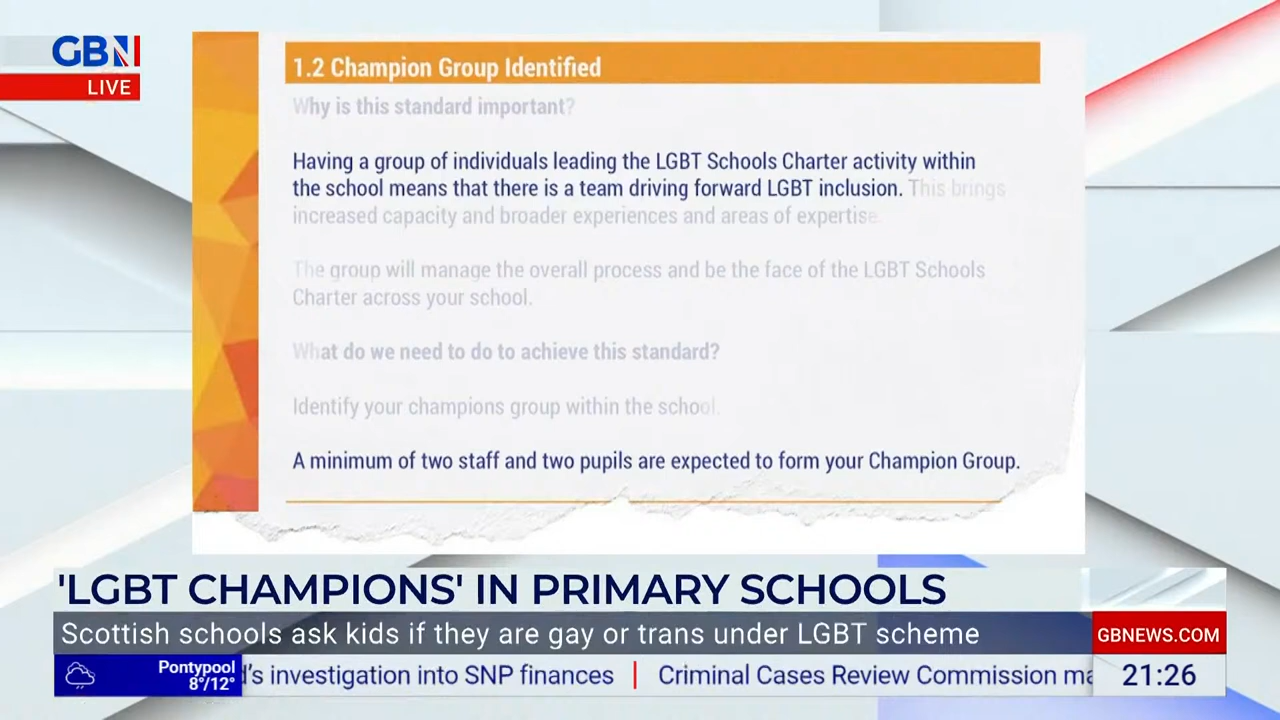 GBN
LIVE
1.2 Champion Group Identified
Why is this standard important?
Having a group of individuals leading the LGBT Schools Charter activity within
the school means that there is a team driving forward LGBT inclusion. This brings
increased capacity and broader experiences and areas of expertise.
The group will manage the overall process and be the face of the LGBT Schools
Charter across your school.
What do we need to do to achieve this standard?
Identify your champions group within the school.
A minimum of two staff and two pupils are expected to form your Champion Group.
'LGBT CHAMPIONS' IN PRIMARY SCHOOLS
Scottish schools ask kids if they are gay or trans under LGBT scheme
GBNEWS.COM
Pontypool
8°/12°
d's investigation into SNP finances | Criminal Cases Review Commission ma
21:26